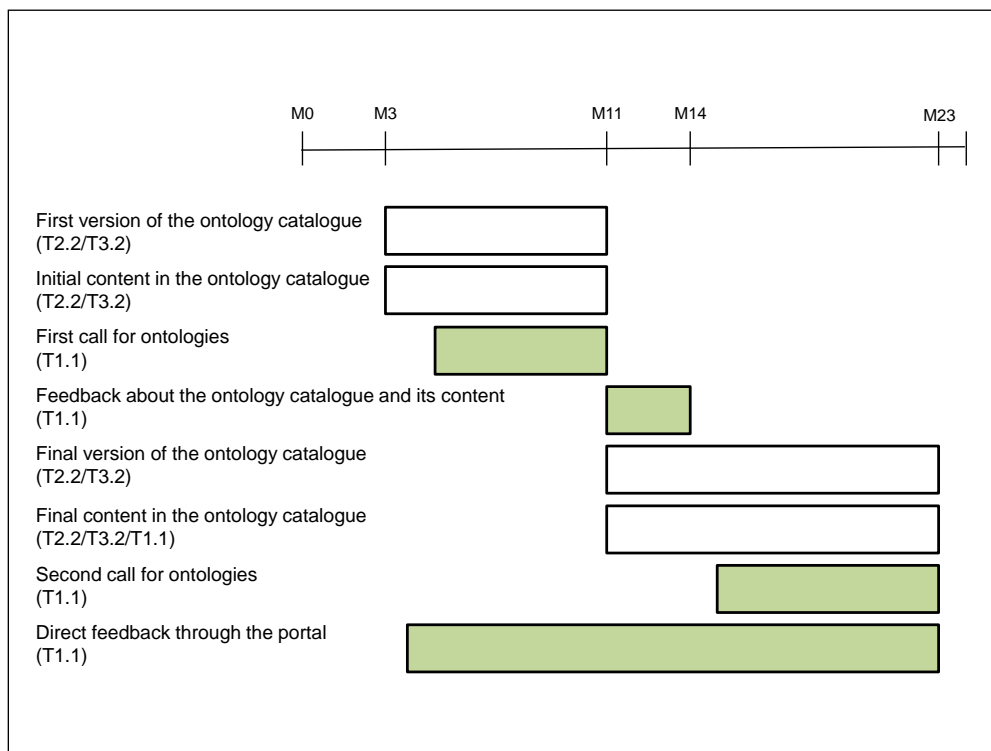 M0 M3 M11 M14 M23
First version of the ontology catalogue
(T2.2/T3.2)
Initial content in the ontology catalogue
(T2.2/T3.2)
First call for ontologies
(T1.1)
Feedback about the ontology catalogue and its content
(T1.1)
Final version of the ontology catalogue
(T2.2/T3.2)
Final content in the ontology catalogue
(T2.2/T3.2/T1.1)
Second call for ontologies
(T1.1)
Direct feedback through the portal
(T1.1)